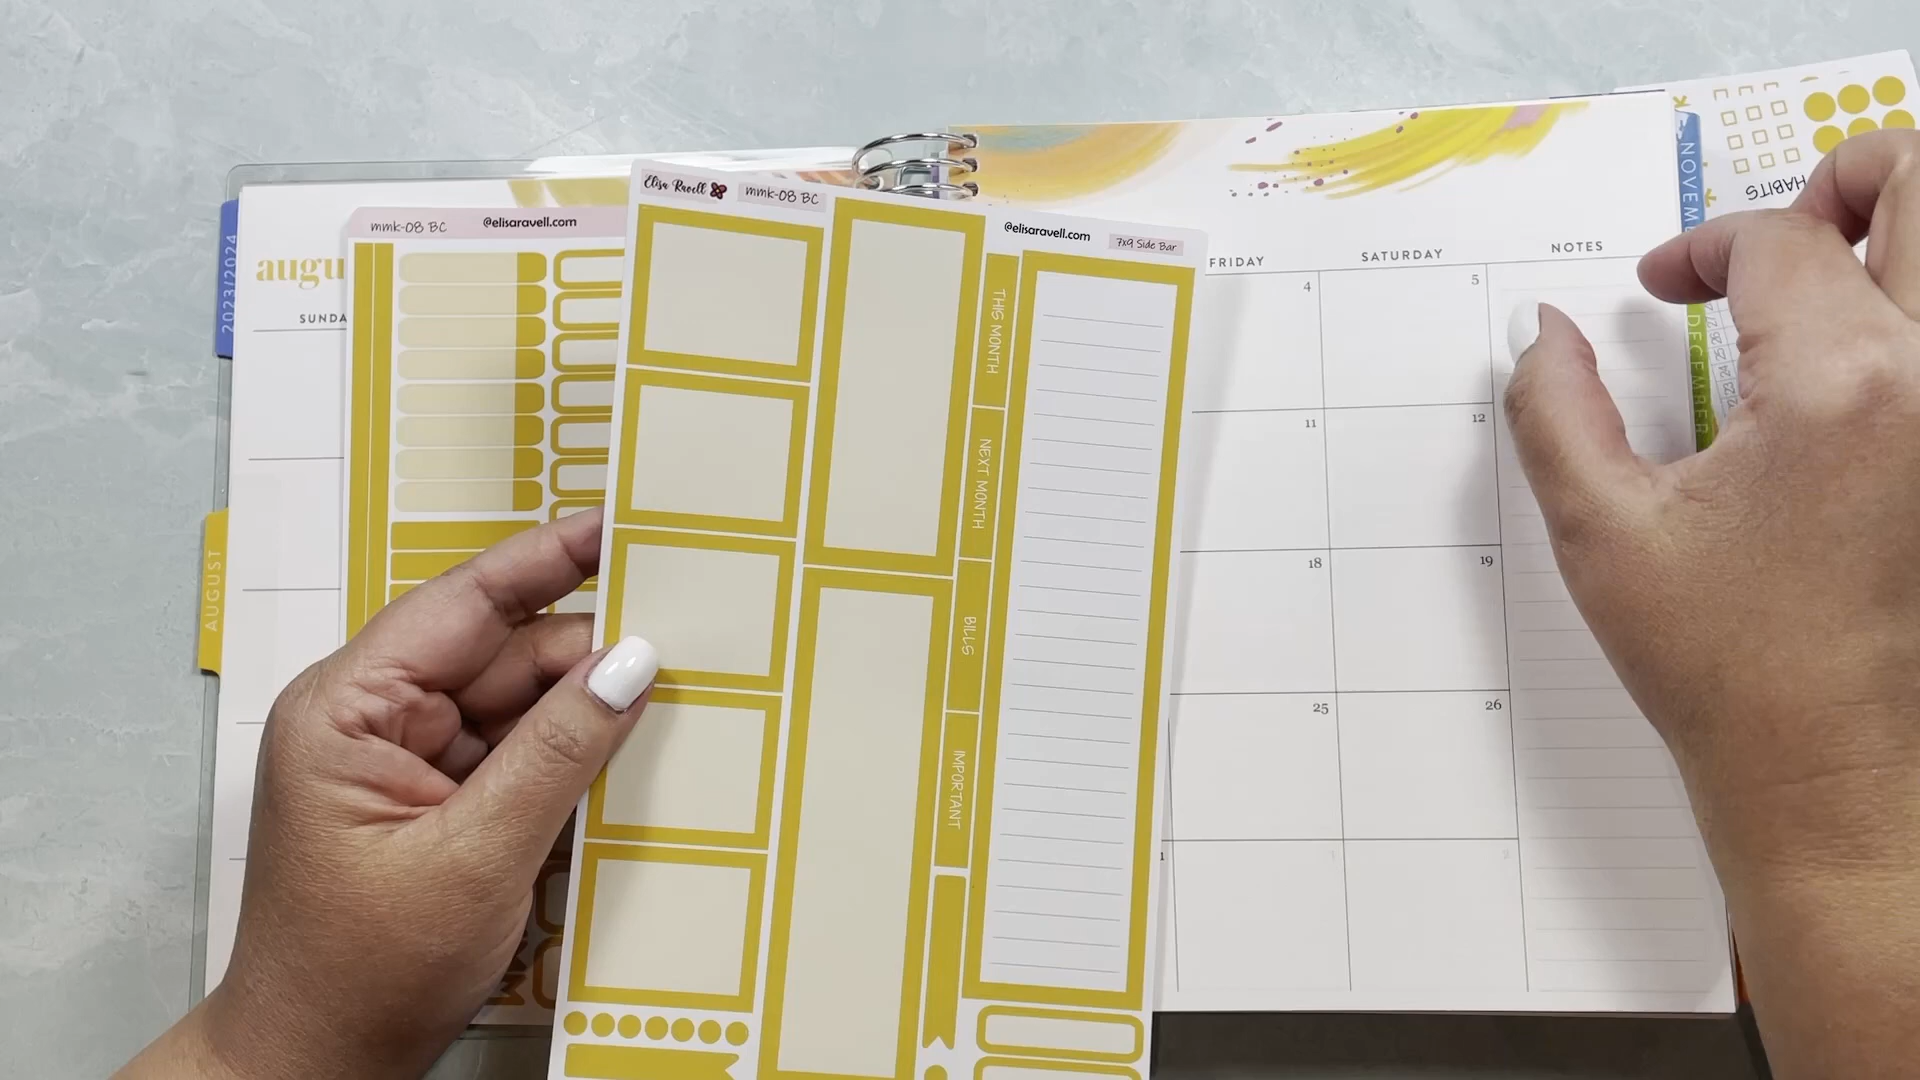 Elisa Ravell
mmk-08 BC
@elisaravell.com
7x9 Side Bar
THIS MONTH
NEXT MONTH
BILLS
IMPORTANT
mmk-08 BC
@elisaravell.com
2023/2024
AUGUST
augu
SUNDA
FRIDAY
SATURDAY
NOTES
4
5
11
12
18
19
25
26
NOVEM
DECEMBER
HABITS